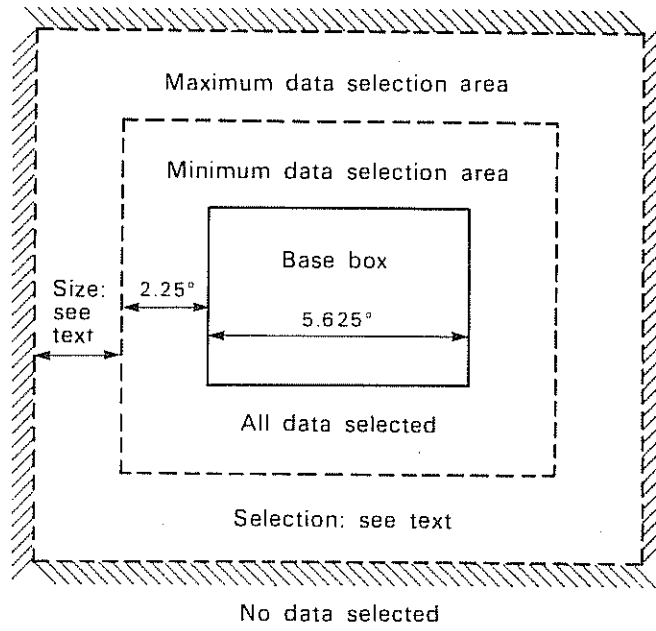 Maximum data selection area
Minimum data selection area
Base box
Size:
see
text
2.25°
5.625°
All data selected
Selection: see text
No data selected